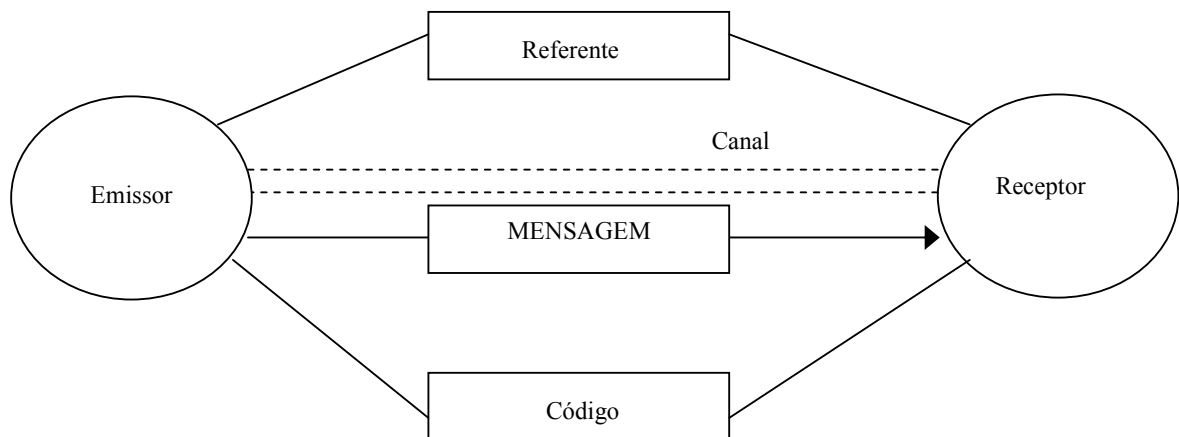 Referente
Canal
Emissor
Receptor
MENSAGEM
Código